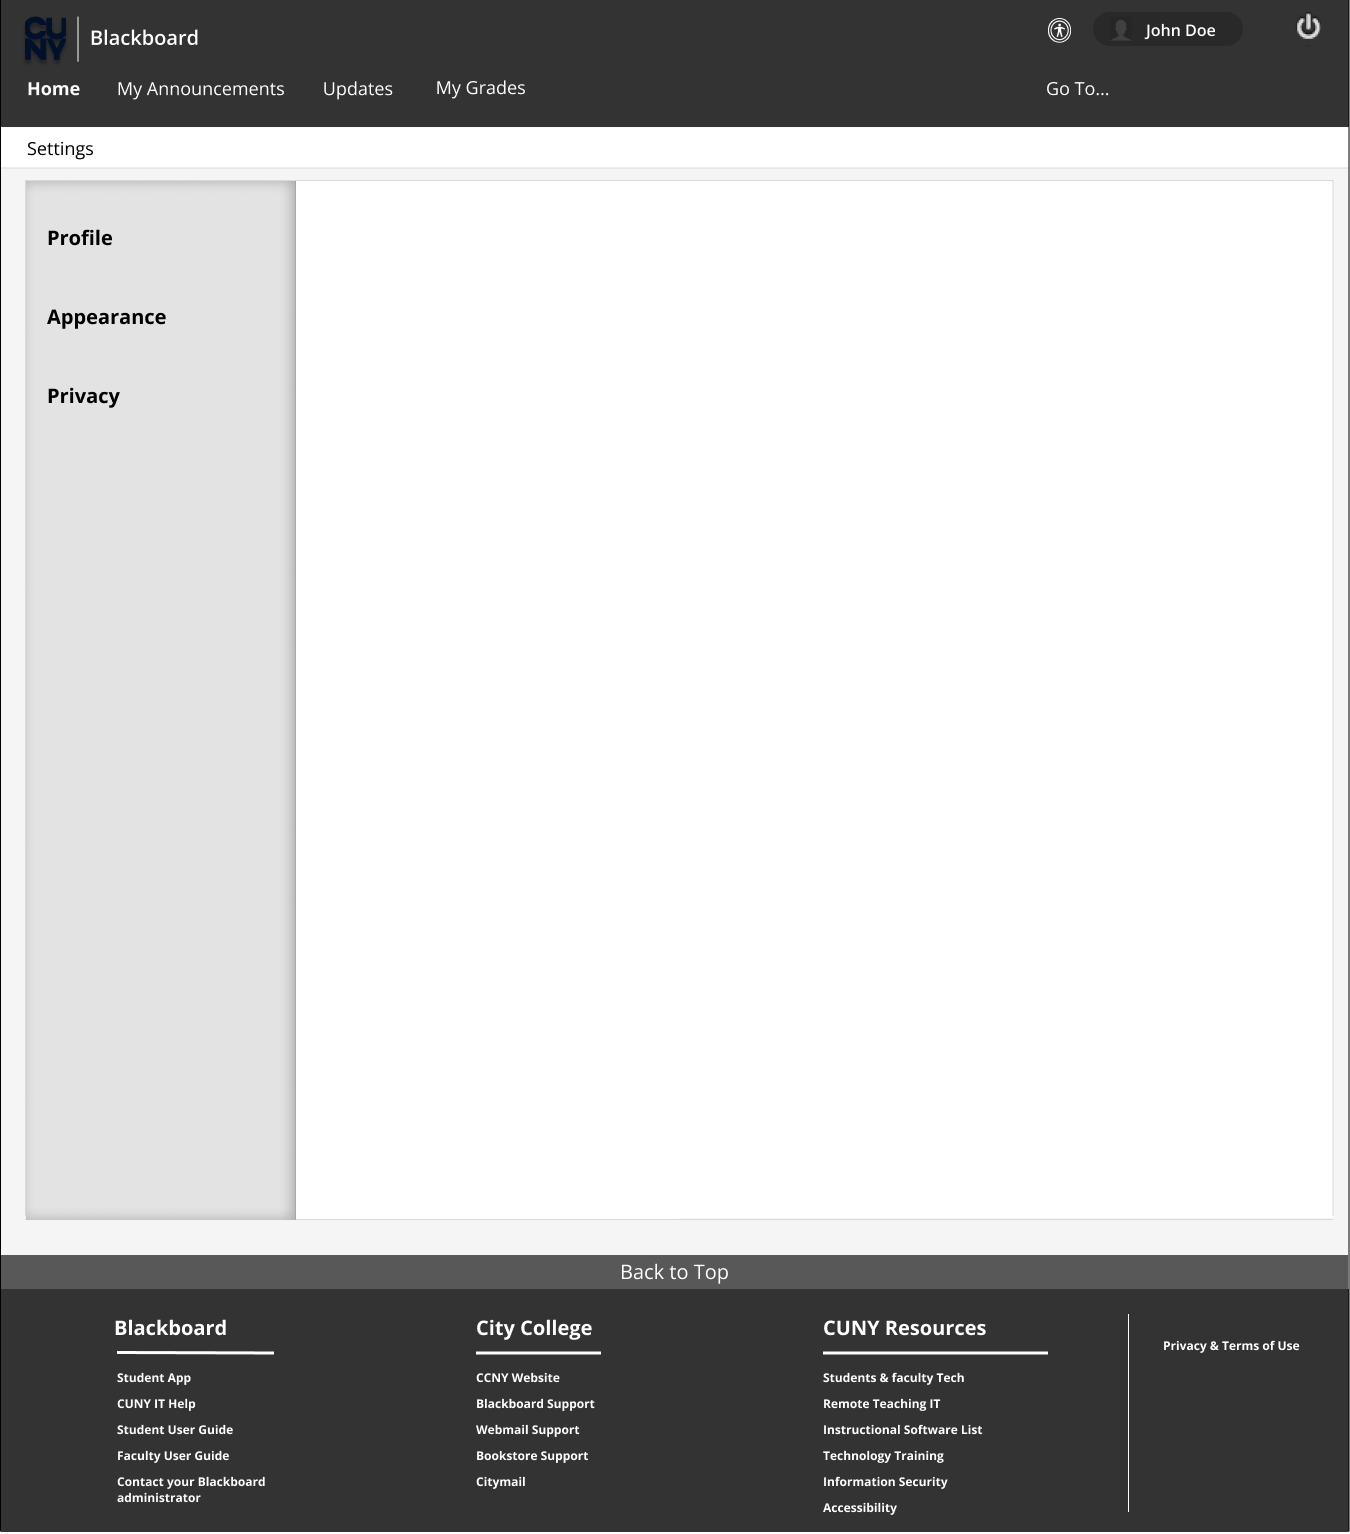 CU
NY
Blackboard
John Doe
Home
My Announcements
Updates
My Grades
Go To...
Settings
Profile
Appearance
Privacy
Back to Top
Blackboard
Student App
CUNY IT Help
Student User Guide
Faculty User Guide
Contact your Blackboard
administrator
City College
CCNY Website
Blackboard Support
Webmail Support
Bookstore Support
Citymail
CUNY Resources
Students & faculty Tech
Remote Teaching IT
Instructional Software List
Technology Training
Information Security
Accessibility
Privacy & Terms of Use